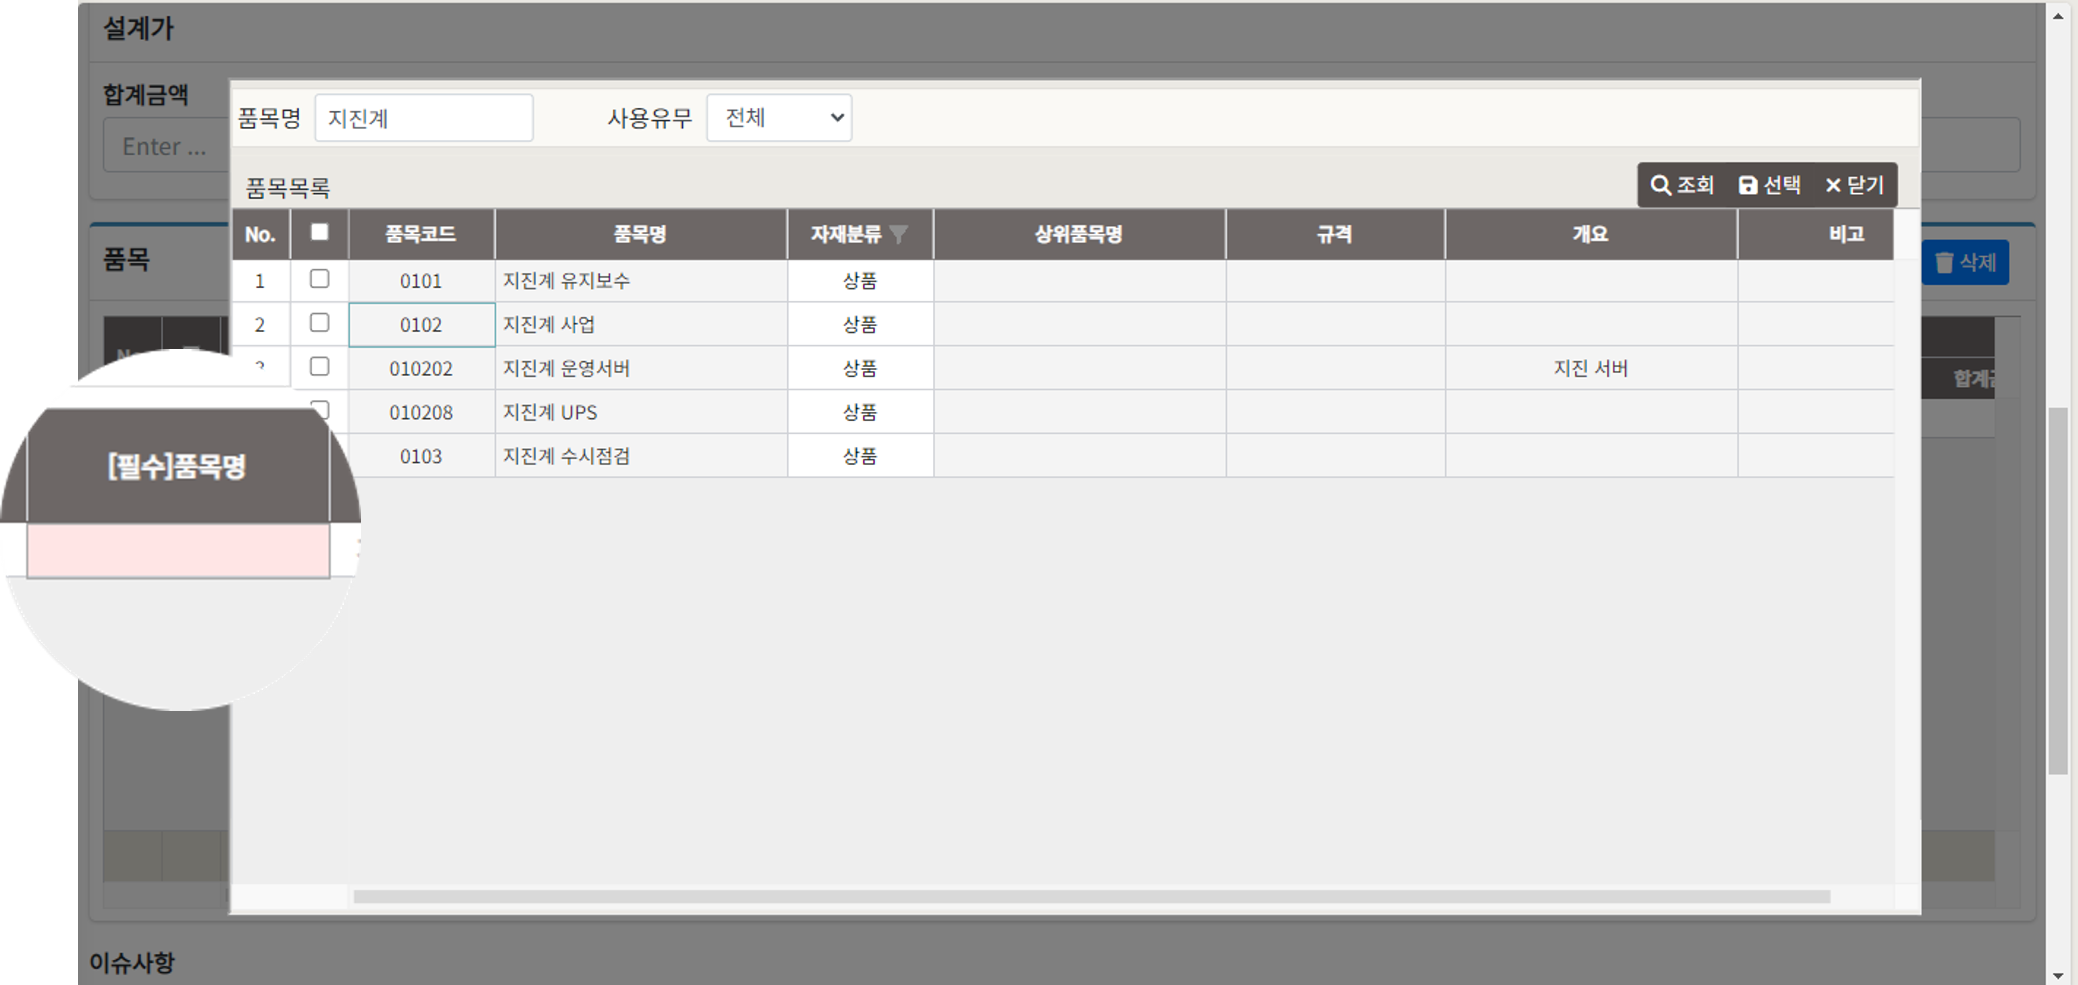 설계가
합계금액
Enter ...
품목명 지진계 사용유무 전체
품목목록
조회 선택 닫기
품목
삭제
No. 품목코드 품목명 자재분류 상위품목명 규격 개요 비고
1 0101 지진계 유지보수 상품
2 0102 지진계 사업 상품
010202 지진계 운영서버 상품 지진 서버
010208 지진계 UPS 상품
0103 지진계 수시점검 상품
[필수]품목명
이슈사항